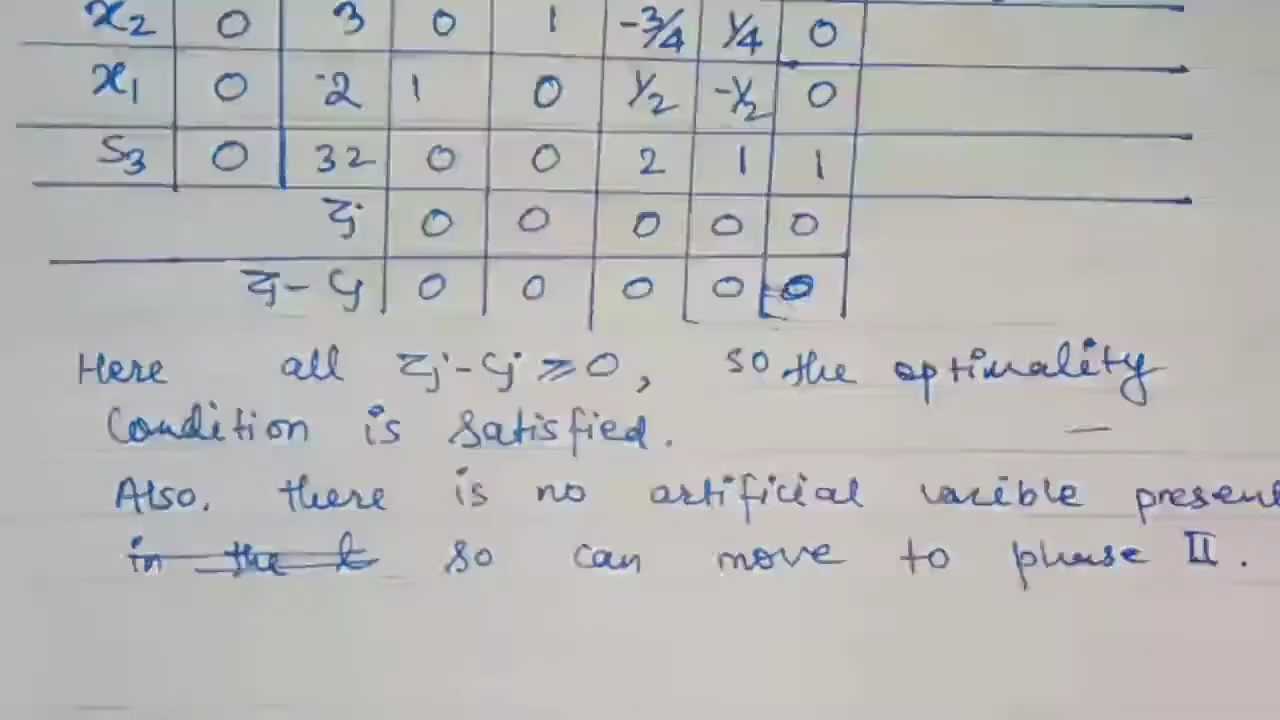 x2 0 3 0 1 -3/4 1/4 0
x1 0 2 1 0 1/2 -1/2 0
S3 0 32 0 0 2 1 1
Zj 0 0 0 0 0
Zj - Cj 0 0 0 0 0
Here all Zj - Cj ≥ 0, so the optimality
Condition is satisfied.
Also, there is no artificial varible present
in the t so can move to phase II.